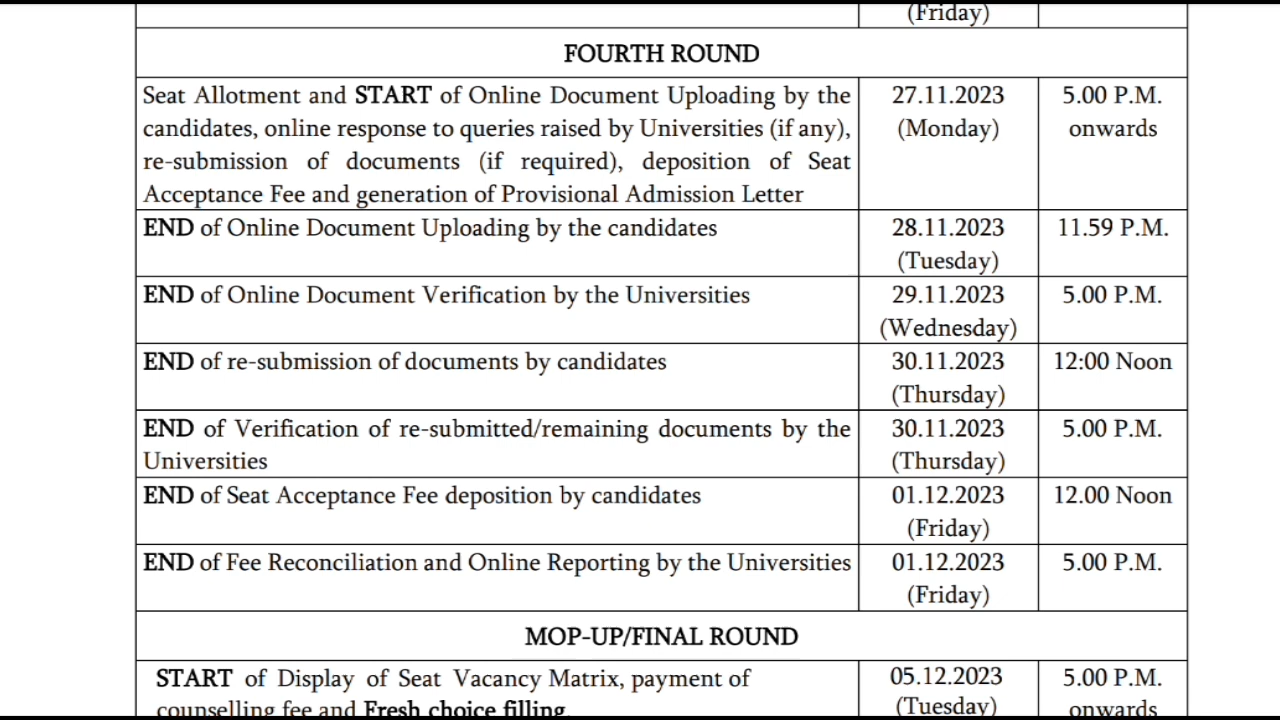 (Friday)
FOURTH ROUND
Seat Allotment and START of Online Document Uploading by the
candidates, online response to queries raised by Universities (if any),
re-submission of documents (if required), deposition of Seat
Acceptance Fee and generation of Provisional Admission Letter
27.11.2023
(Monday)
5.00 P.M.
onwards
END of Online Document Uploading by the candidates
28.11.2023
(Tuesday)
11.59 P.M.
END of Online Document Verification by the Universities
29.11.2023
(Wednesday)
5.00 P.M.
END of re-submission of documents by candidates
30.11.2023
(Thursday)
12:00 Noon
END of Verification of re-submitted/remaining documents by the
Universities
30.11.2023
(Thursday)
5.00 P.M.
END of Seat Acceptance Fee deposition by candidates
01.12.2023
(Friday)
12.00 Noon
END of Fee Reconciliation and Online Reporting by the Universities
01.12.2023
(Friday)
5.00 P.M.
MOP-UP/FINAL ROUND
START of Display of Seat Vacancy Matrix, payment of
counselling fee and Fresh choice filling.
05.12.2023
(Tuesday)
5.00 P.M.
onwards